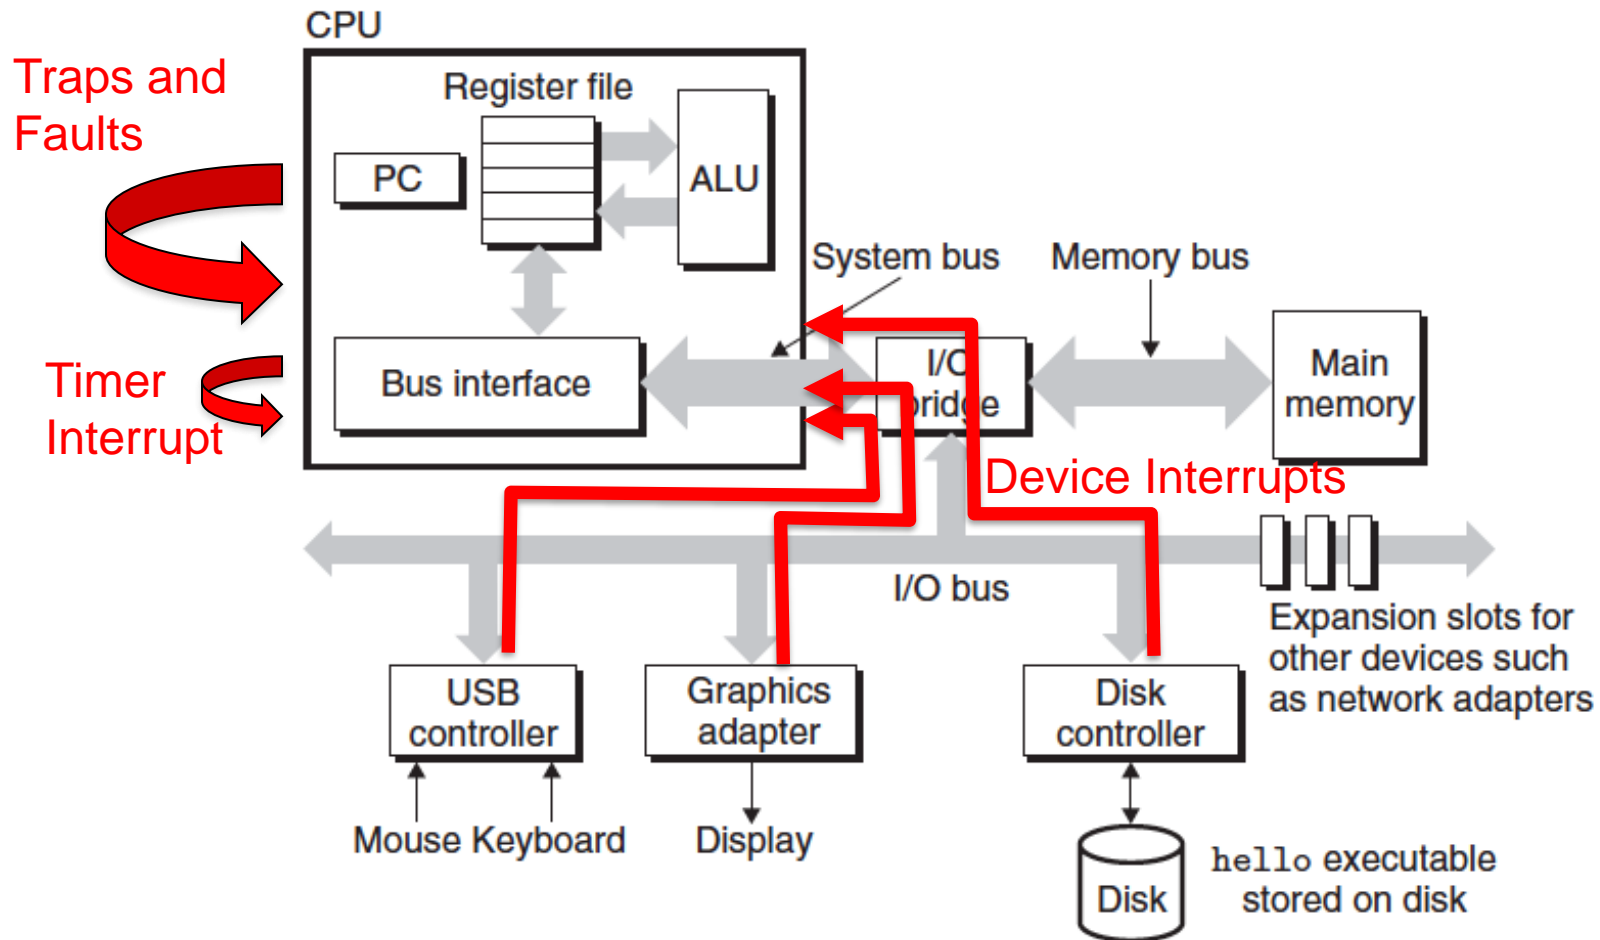 CPU
Traps and
Faults
Register file
PC
ALU
System bus
Memory bus
Timer
Interrupt
Bus interface
I/O
bridge
Main
memory
Device Interrupts
I/O bus
Expansion slots for
other devices such
as network adapters
USB
controller
Graphics
adapter
Disk
controller
Mouse Keyboard
Display
Disk
hello executable
stored on disk